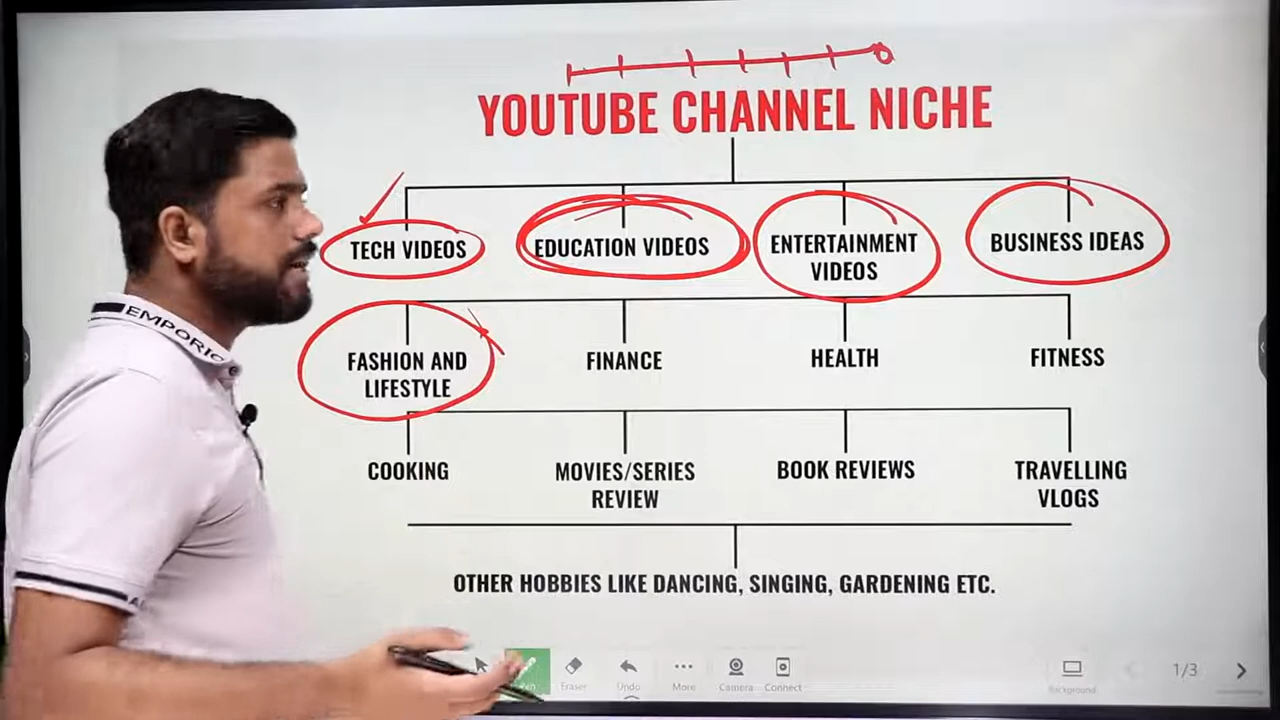 YOUTUBE CHANNEL NICHE
TECH VIDEOS
EDUCATION VIDEOS
ENTERTAINMENT
VIDEOS
BUSINESS IDEAS
FASHION AND
LIFESTYLE
FINANCE
HEALTH
FITNESS
COOKING
MOVIES/SERIES
REVIEW
BOOK REVIEWS
TRAVELLING
VLOGS
OTHER HOBBIES LIKE DANCING, SINGING, GARDENING ETC.
EMPORIO
Eraser
Undo
More
Camera
Connect
Background
1/3